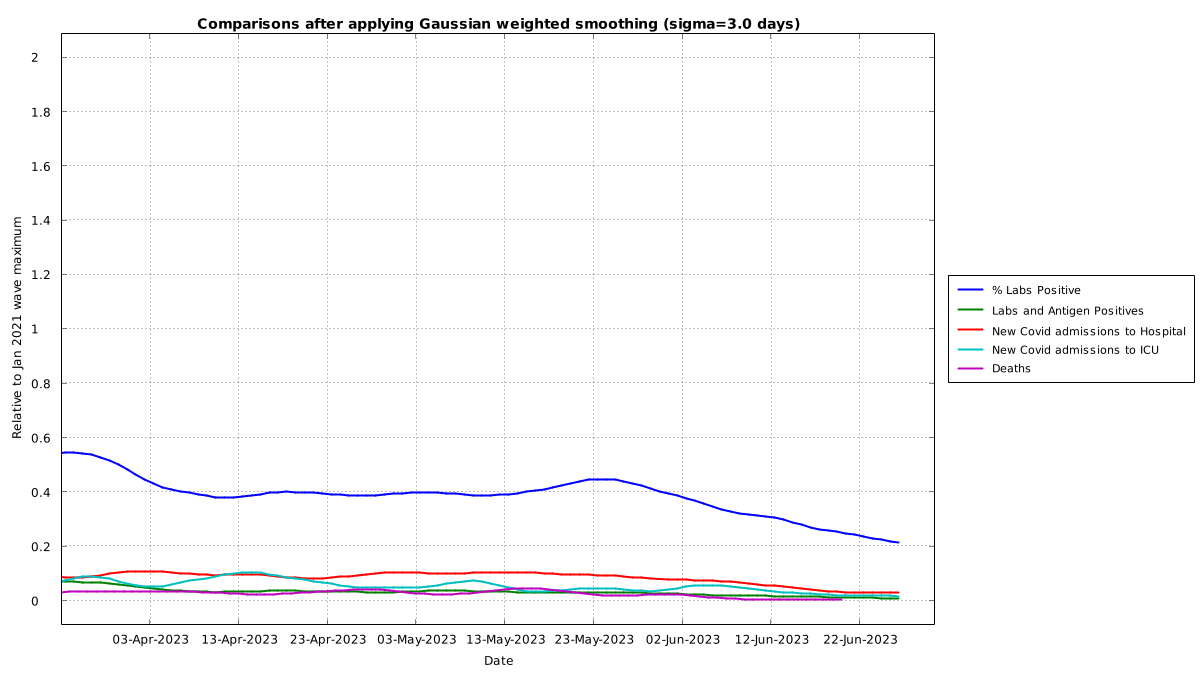 Comparisons after applying Gaussian weighted smoothing (sigma=3.0 days)
Relative to Jan 2021 wave maximum
2
1.8
1.6
1.4
1.2
1
0.8
0.6
0.4
0.2
0
03-Apr-2023 13-Apr-2023 23-Apr-2023 03-May-2023 13-May-2023 23-May-2023 02-Jun-2023 12-Jun-2023 22-Jun-2023
Date
% Labs Positive
Labs and Antigen Positives
New Covid admissions to Hospital
New Covid admissions to ICU
Deaths